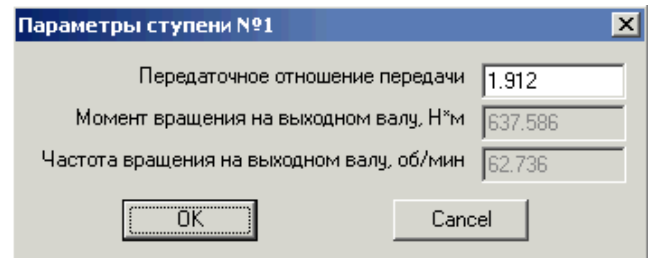 Параметры ступени №1
Передаточное отношение передачи 1.912
Момент вращения на выходном валу, Н*м 637.586
Частота вращения на выходном валу, об/мин 62.736
OK Cancel